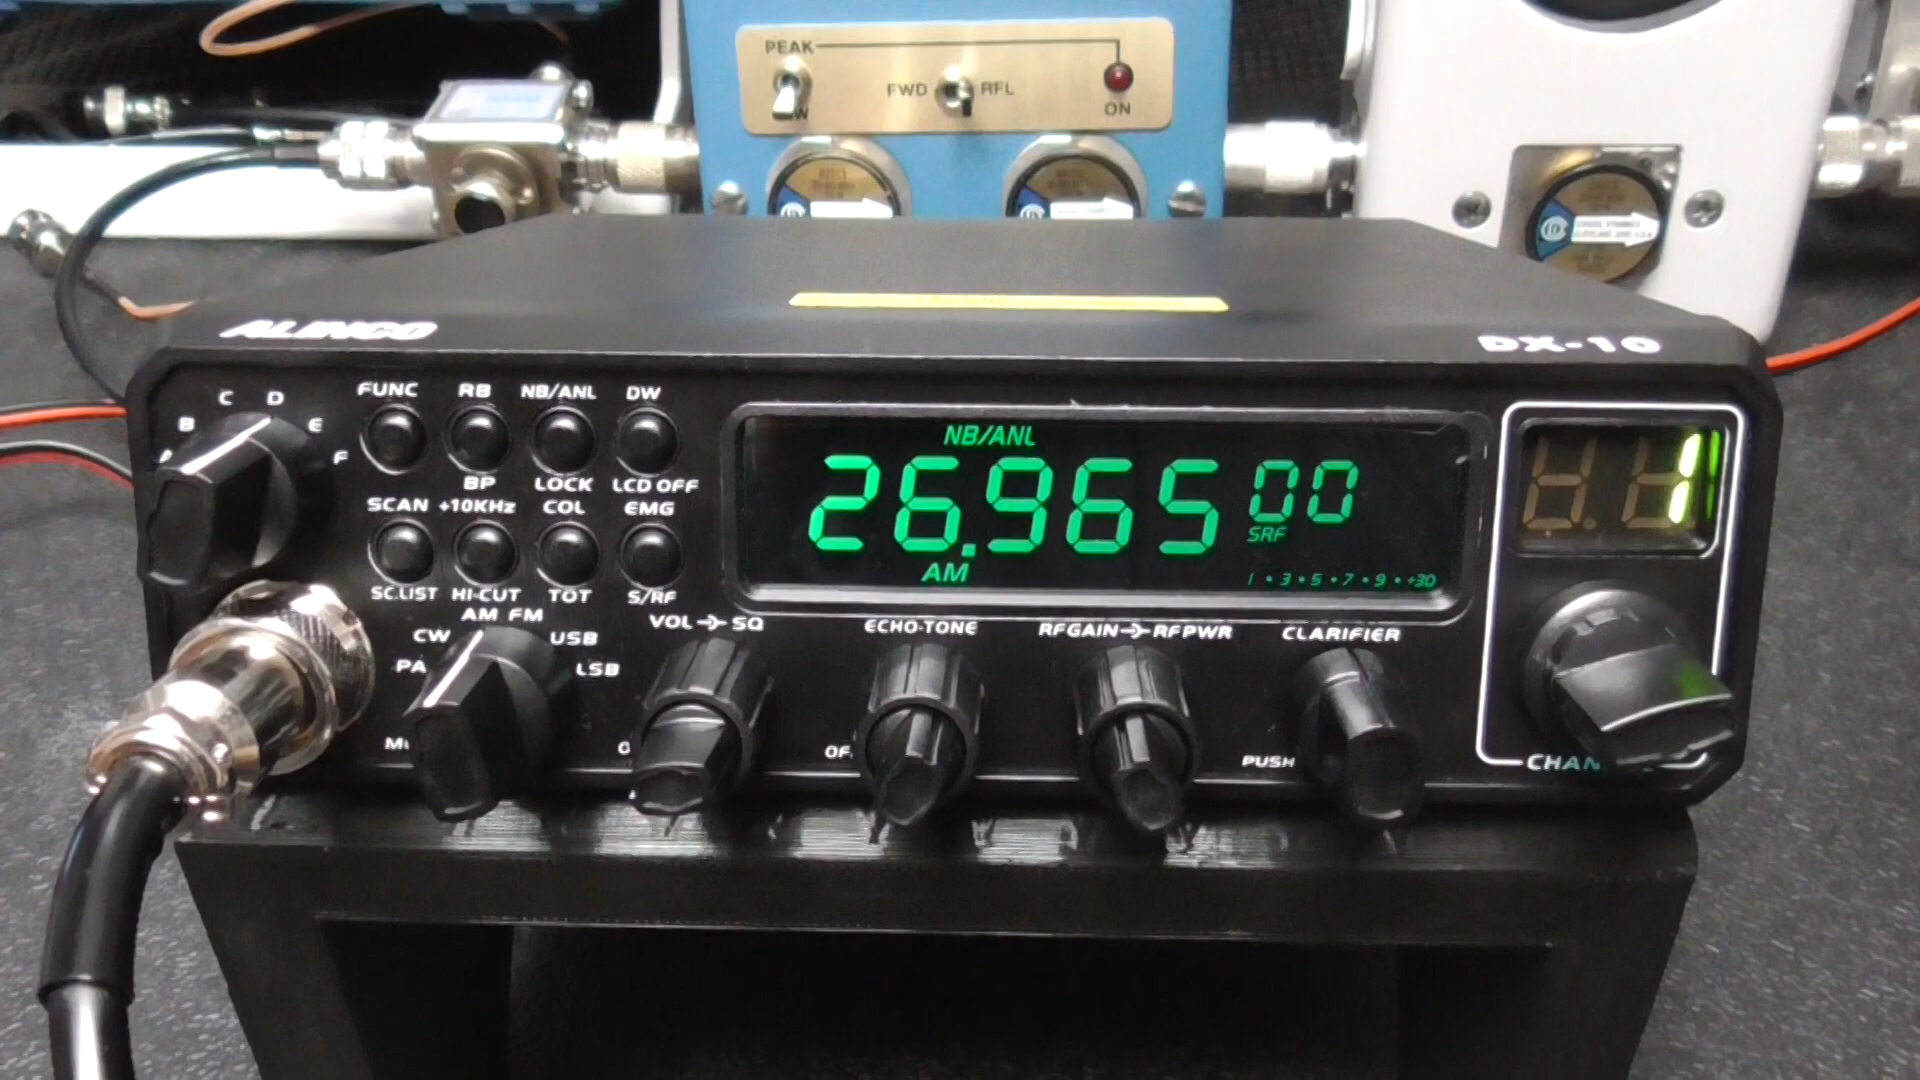 PEAK
FWD RFL
ON
ALINCO
DX-10
A B C D E F
FUNC RB NB/ANL DW
BP LOCK LCD OFF
SCAN +10KHz COL EMG
SC.LIST HI-CUT TOT S/RF
NB/ANL
26.965 00
SRF
AM
1 • 3 • 5 • 7 • 9 • +30
1
PA CW AM FM USB LSB
VOL SQ
ECHO-TONE
RFGAIN RFPWR
CLARIFIER
PUSH